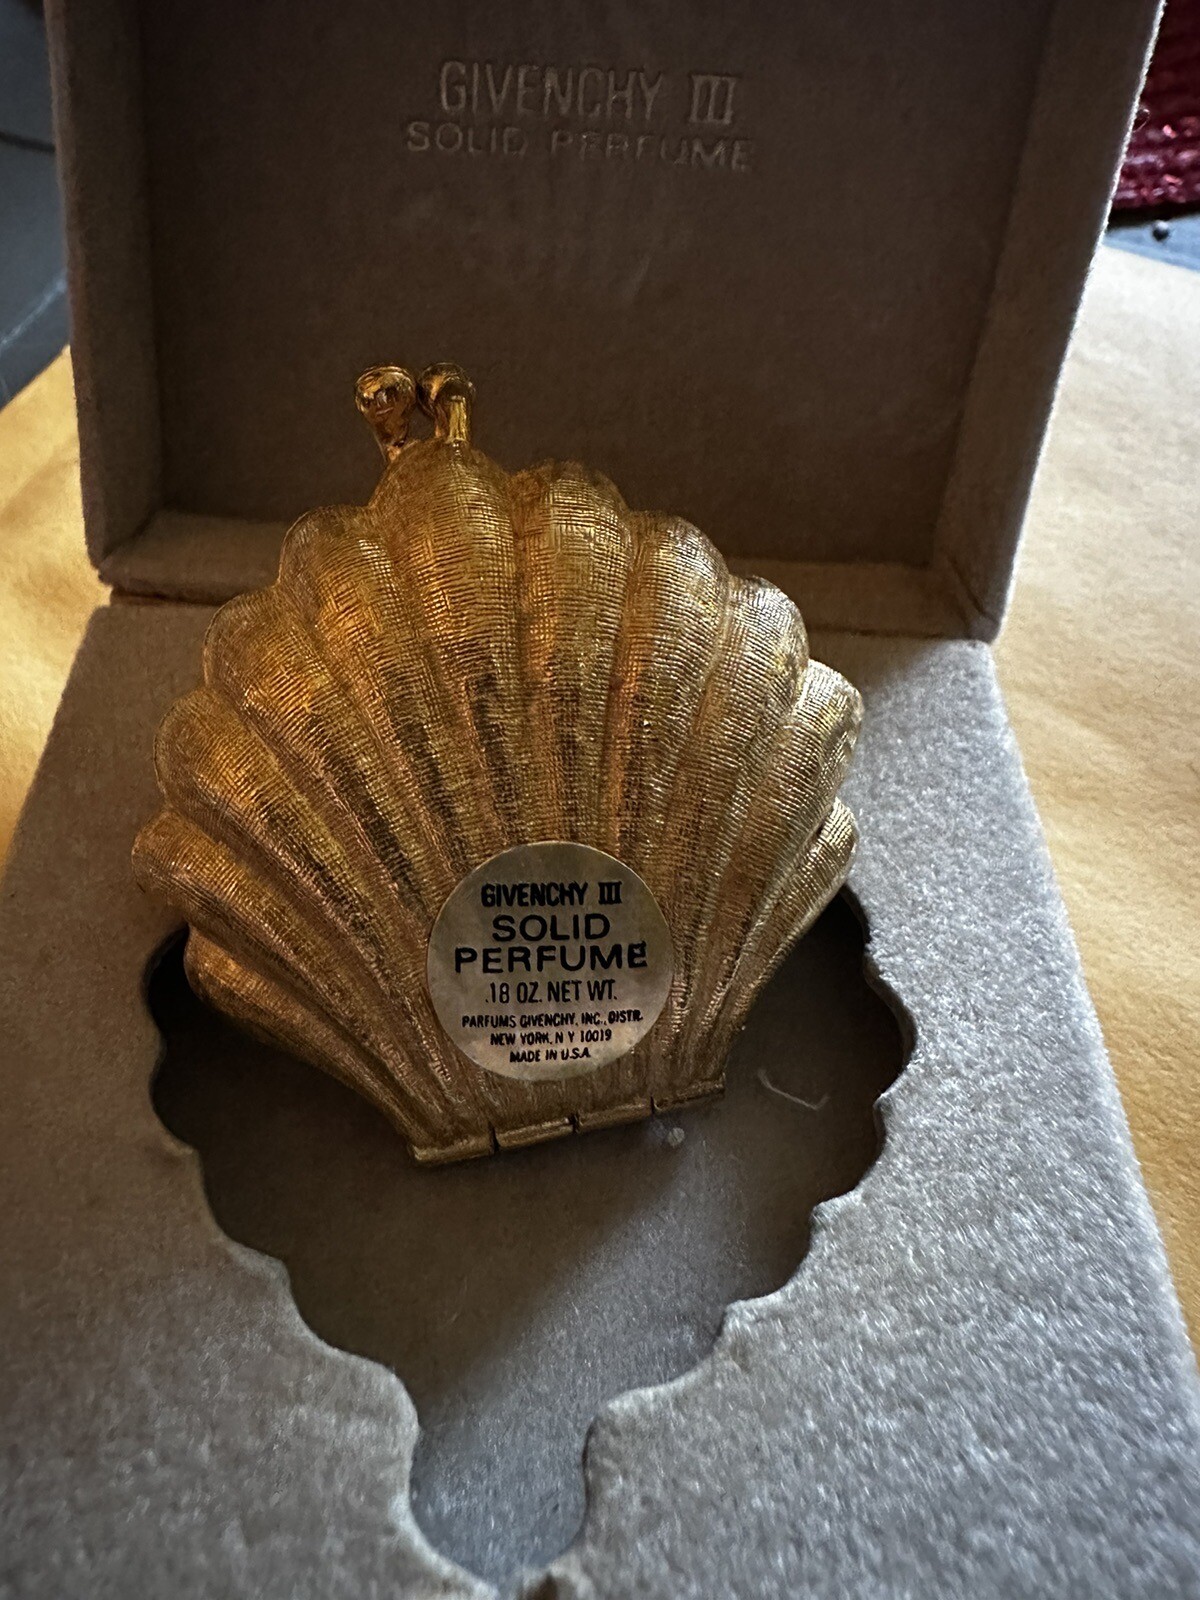 GIVENCHY III
SOLID PERFUME
GIVENCHY III
SOLID
PERFUME
.18 OZ. NET WT.
PARFUMS GIVENCHY, INC., DISTR.
NEW YORK, N Y 10019
MADE IN U.S.A.